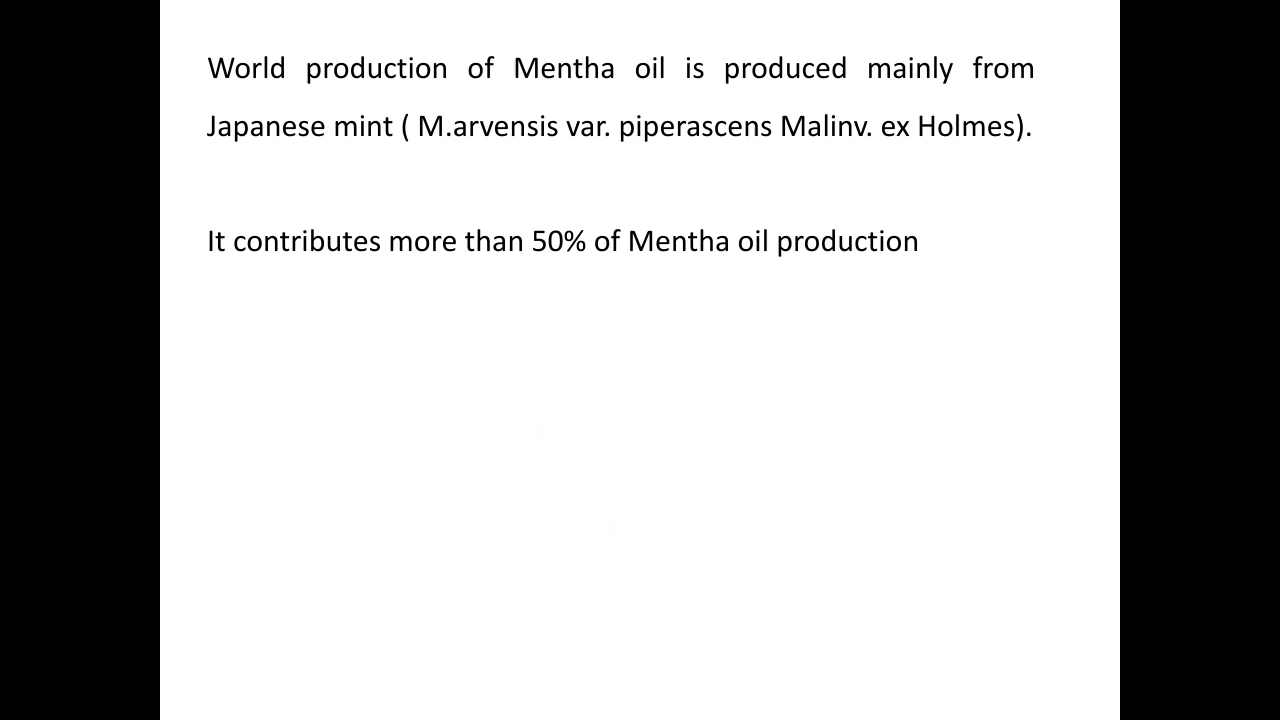 World production of Mentha oil is produced mainly from
Japanese mint ( M.arvensis var. piperascens Malinv. ex Holmes).
It contributes more than 50% of Mentha oil production